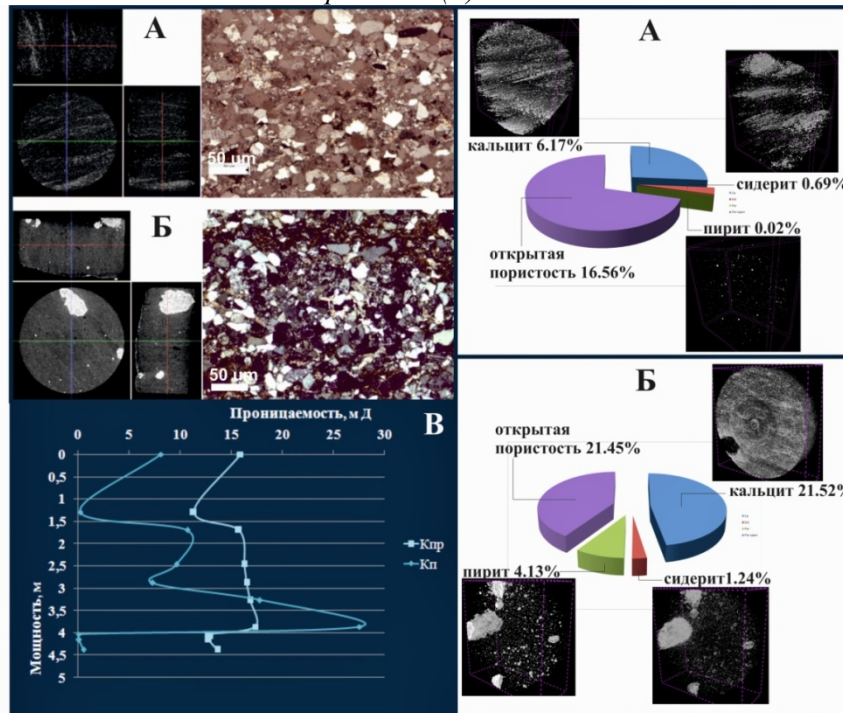 А
50 µm
Б
50 µm
В
Проницаемость, м Д
0
5
10
15
20
25
30
0
0,5
1
1,5
2
2,5
3
3,5
4
4,5
5
Мощность, м
Кпр
Кп
А
кальцит 6.17%
сидерит 0.69%
пирит 0.02%
открытая
пористость 16.56%
Б
открытая
пористость 21.45%
кальцит 21.52%
пирит 4.13%
сидерит1.24%